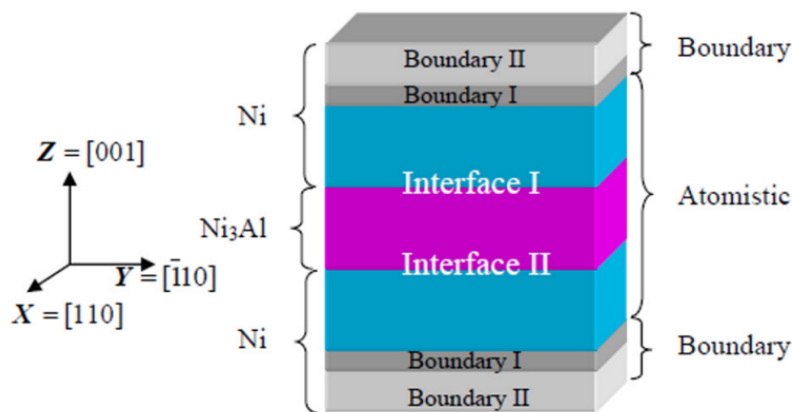 Boundary II
Boundary
Boundary I
Ni
Z = [001]
Interface I
Atomistic
Ni₃Al
Interface II
Y = [1̄10]
X = [110]
Ni
Boundary I
Boundary
Boundary II